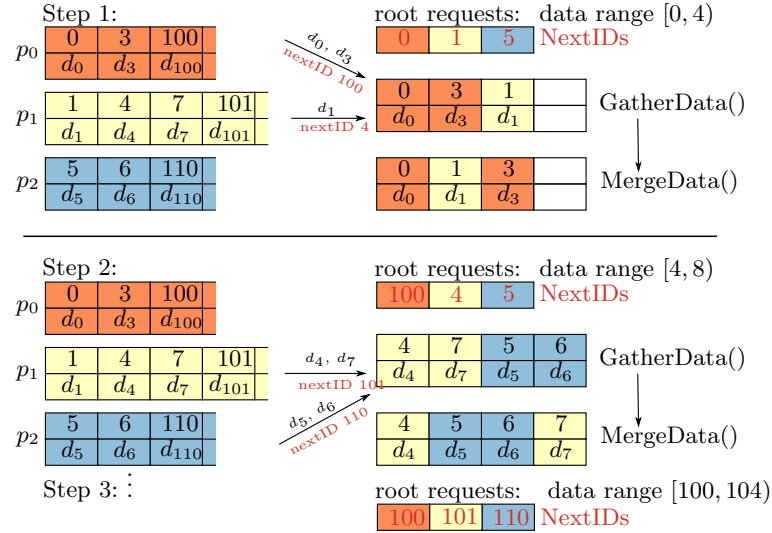 Step 1: root requests: data range [0, 4)
p0 0 3 100 d0, d3 0 1 5 NextIDs
d0 d3 d100 nextID 100
p1 1 4 7 101 d1 0 3 1 GatherData()
d1 d4 d7 d101 nextID 4 d0 d3 d1
p2 5 6 110 0 1 3 MergeData()
d5 d6 d110 d0 d1 d3
Step 2: root requests: data range [4, 8)
p0 0 3 100 100 4 5 NextIDs
d0 d3 d100
p1 1 4 7 101 d4, d7 4 7 5 6 GatherData()
d1 d4 d7 d101 nextID 101 d4 d7 d5 d6
p2 5 6 110 d5, d6 4 5 6 7 MergeData()
d5 d6 d110 nextID 110 d4 d5 d6 d7
Step 3: ⋮ root requests: data range [100, 104)
100 101 110 NextIDs